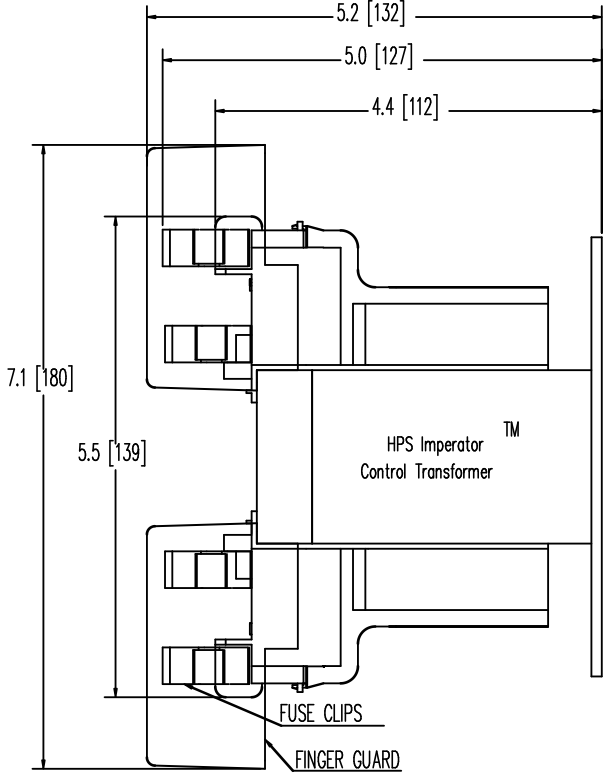 5.2 [132]
5.0 [127]
4.4 [112]
7.1 [180]
5.5 [139]
HPS Imperator TM
Control Transformer
FUSE CLIPS
FINGER GUARD